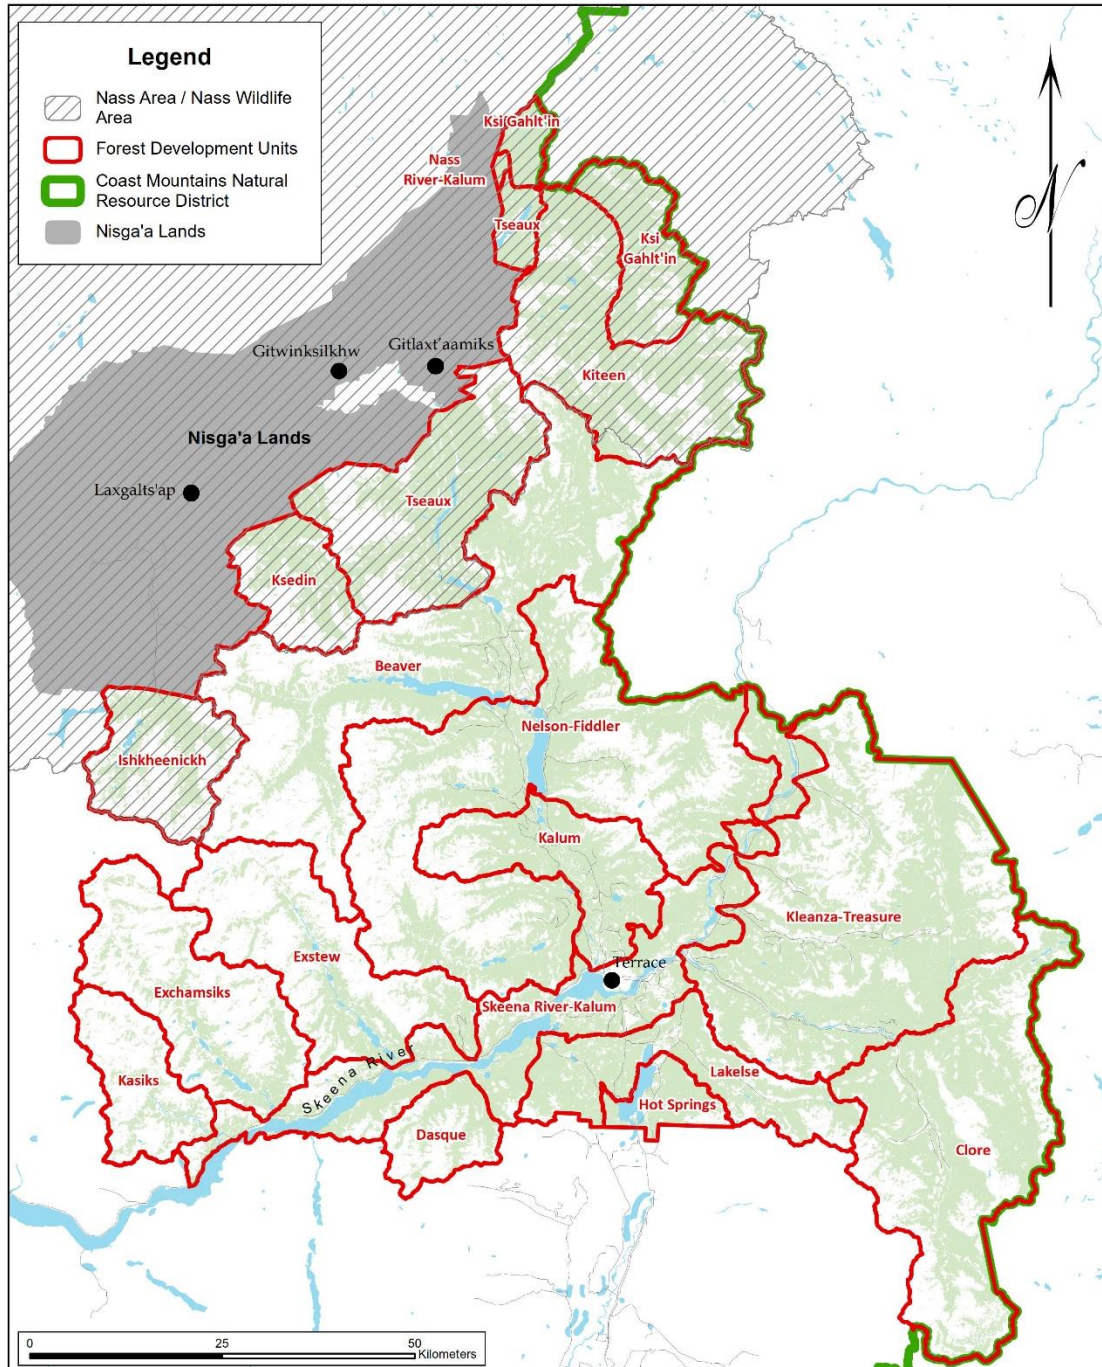 Legend
Nass Area / Nass Wildlife
Area
Forest Development Units
Coast Mountains Natural
Resource District
Nisga'a Lands
N
Ksi Gahlt'in
Nass
River-Kalum
Tseaux
Ksi
Gahlt'in
Gitwinksilkhw
Gitlaxt'aamiks
Kiteen
Nisga'a Lands
Laxgalts'ap
Tseaux
Ksedin
Beaver
Nelson-Fiddler
Ishkheenickh
Kalum
Kleanza-Treasure
Exstew
Terrace
Exchamsiks
Skeena River-Kalum
Skeena River
Kasiks
Lakelse
Hot Springs
Dasque
Clore
0 25 50
Kilometers